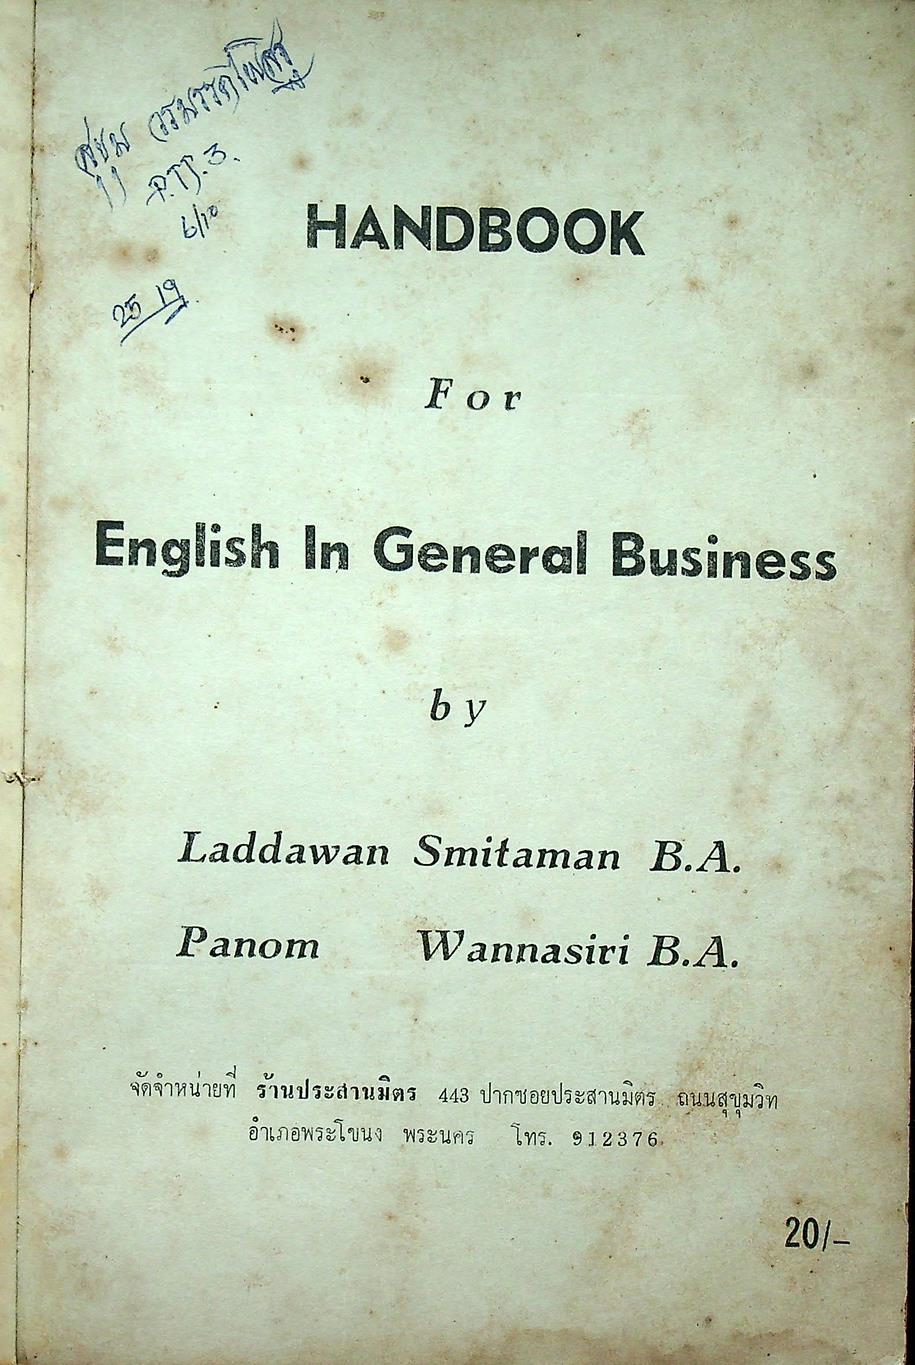 25 19
HANDBOOK
For
English In General Business
by
Laddawan Smitaman B.A.
Panom Wannasiri B.A.
จัดจำหน่ายที่ ร้านประสานมิตร 443 ปากซอยประสานมิตร ถนนสุขุมวิท
อำเภอพระโขนง พระนคร โทร. 912376
20/-